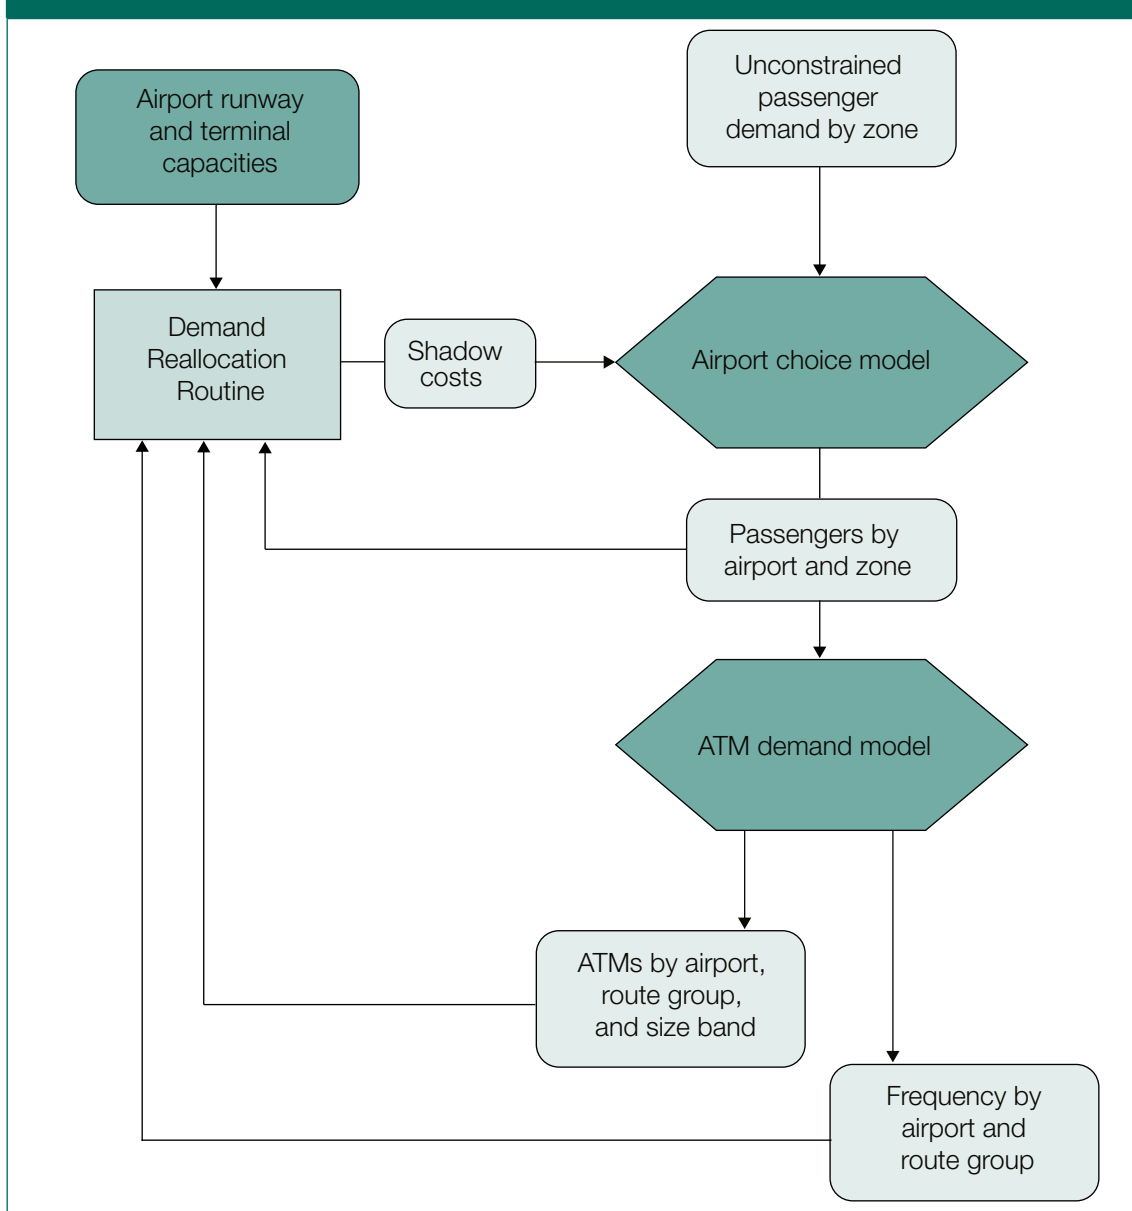 Airport runway
and terminal
capacities
Unconstrained
passenger
demand by zone
Demand
Reallocation
Routine
Shadow
costs
Airport choice model
Passengers by
airport and zone
ATM demand model
ATMs by airport,
route group,
and size band
Frequency by
airport and
route group